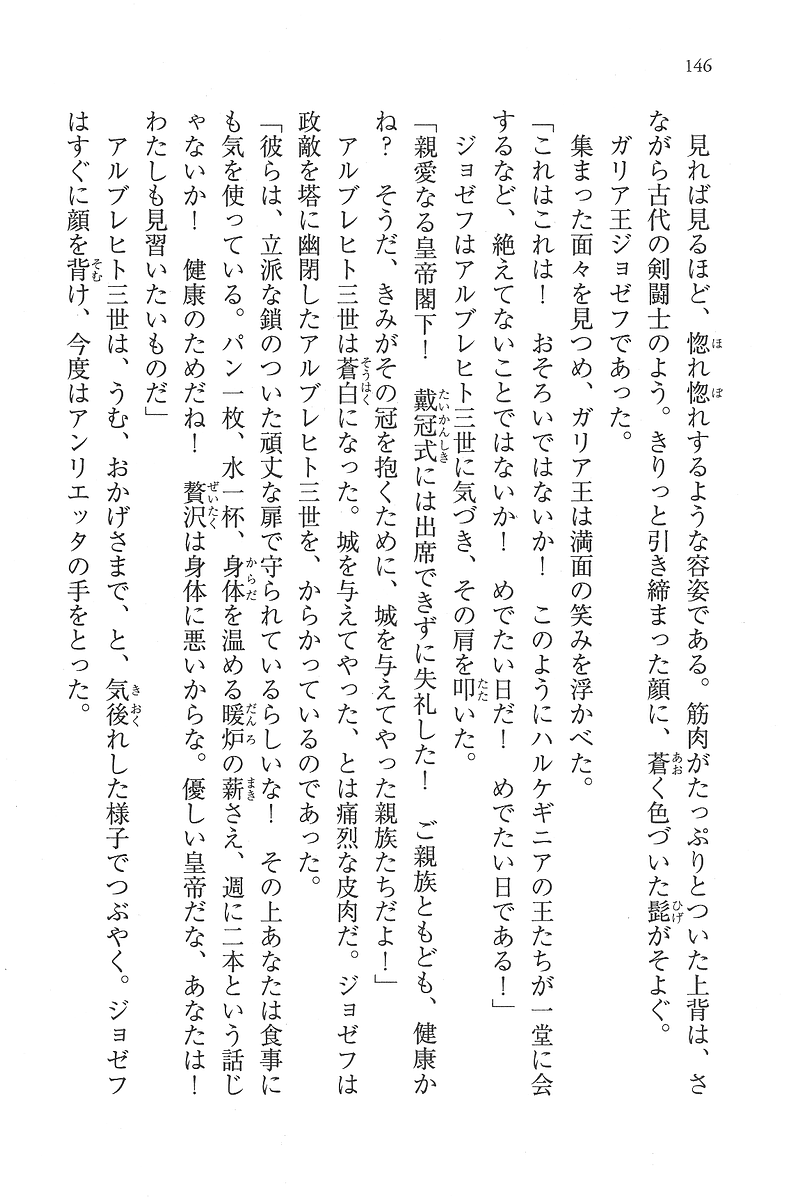 146
見れば見るほど、惚れ惚れするような容姿である。筋肉がたっぷりとついた上背は、さ
ながら古代の剣闘士のよう。きりっと引き締まった顔に、蒼く色づいた髭がそよぐ。
ガリア王ジョゼフであった。
集まった面々を見つめ、ガリア王は満面の笑みを浮かべた。
「これはこれは！　おそろいではないか！　このようにハルケギニアの王たちが一堂に会
するなど、絶えてないことではないか！　めでたい日だ！　めでたい日である！」
ジョゼフはアルブレヒト三世に気づき、その肩を叩いた。
「親愛なる皇帝閣下！　戴冠式には出席できずに失礼した！　ご親族ともども、健康か
ね？　そうだ、きみがその冠を抱くために、城を与えてやった親族たちだよ！」
アルブレヒト三世は蒼白になった。城を与えてやった、とは痛烈な皮肉だ。ジョゼフは
政敵を塔に幽閉したアルブレヒト三世を、からかっているのであった。
「彼らは、立派な鎖のついた頑丈な扉で守られているらしいな！　その上あなたは食事に
も気を使っている。パン一枚、水一杯、身体を温める暖炉の薪さえ、週に二本という話じ
ゃないか！　健康のためだね！　贅沢は身体に悪いからな。優しい皇帝だな、あなたは！
わたしも見習いたいものだ」
アルブレヒト三世は、うむ、おかげさまで、と、気後れした様子でつぶやく。ジョゼフ
はすぐに顔を背け、今度はアンリエッタの手をとった。